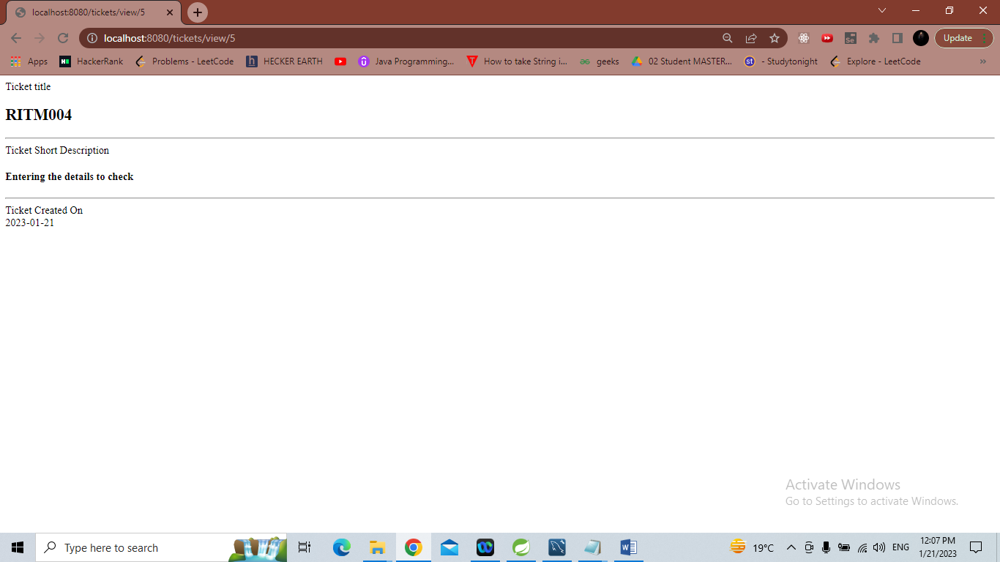 localhost:8080/tickets/view/5
localhost:8080/tickets/view/5
Se
Update
Apps
HackerRank
Problems - LeetCode
h HECKER EARTH
Java Programming...
How to take String i...
geeks
02 Student MASTER...
st - Studytonight
Explore - LeetCode
»
Ticket title
RITM004
Ticket Short Description
Entering the details to check
Ticket Created On
2023-01-21
Activate Windows
Go to Settings to activate Windows.
Type here to search
19°C
ENG
12:07 PM
1/21/2023